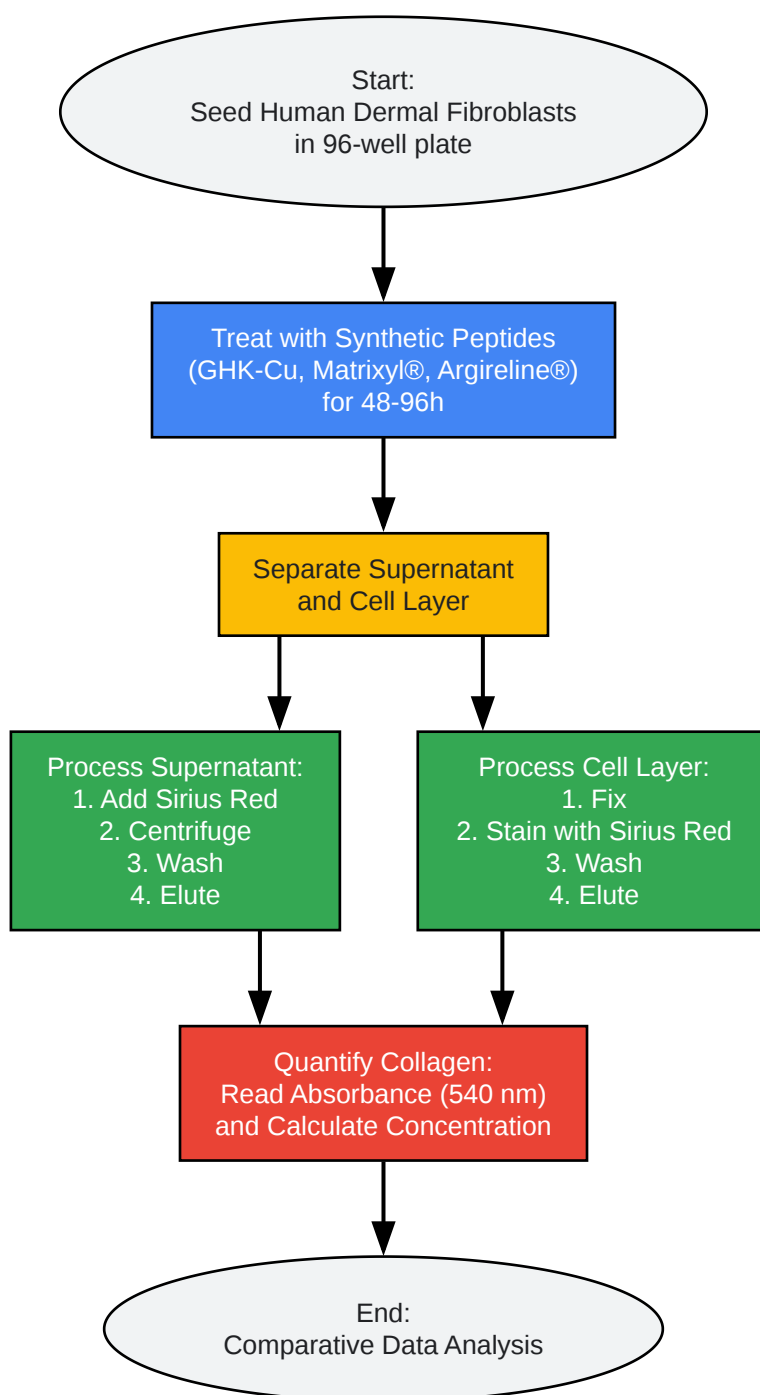 Start:
Seed Human Dermal Fibroblasts
in 96-well plate
Treat with Synthetic Peptides
(GHK-Cu, Matrixyl®, Argireline®)
for 48-96h
Separate Supernatant
and Cell Layer
Process Supernatant:
1. Add Sirius Red
2. Centrifuge
3. Wash
4. Elute
Process Cell Layer:
1. Fix
2. Stain with Sirius Red
3. Wash
4. Elute
Quantify Collagen:
Read Absorbance (540 nm)
and Calculate Concentration
End:
Comparative Data Analysis